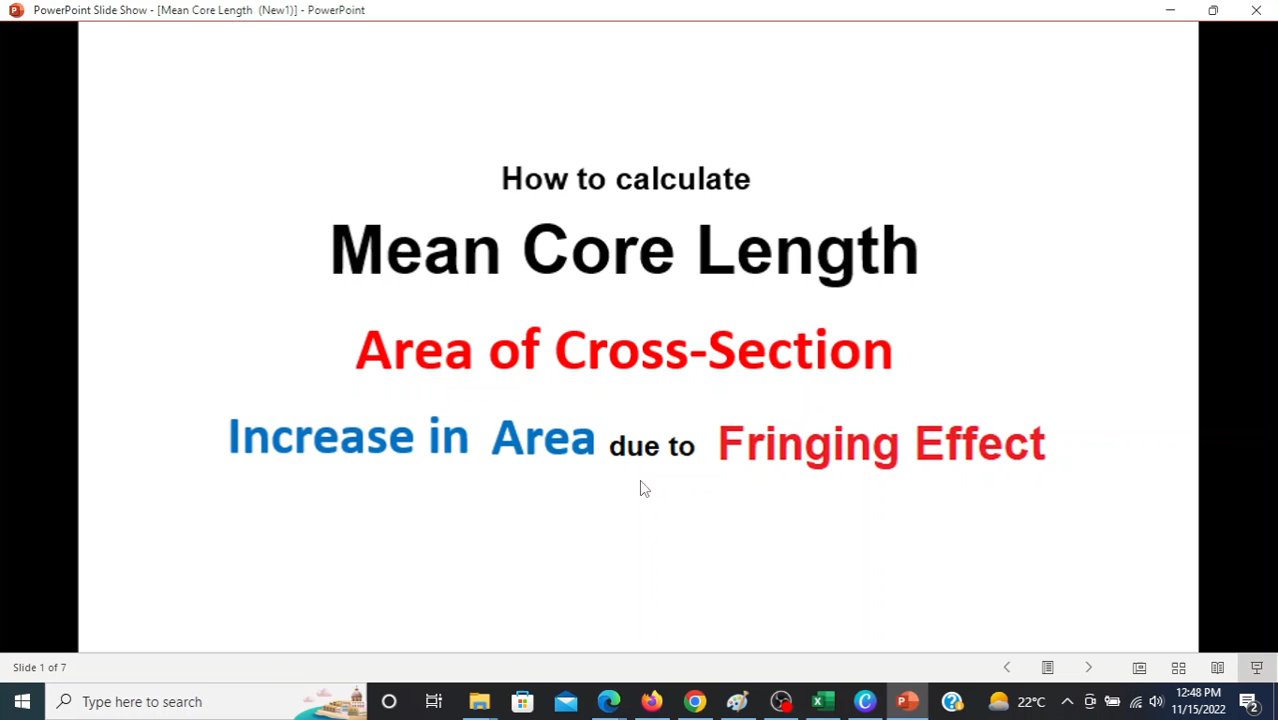 PowerPoint Slide Show - [Mean Core Length (New1)] - PowerPoint
How to calculate
Mean Core Length
Area of Cross-Section
Increase in Area due to Fringing Effect
Slide 1 of 7
Type here to search
22°C
12:48 PM
11/15/2022
2